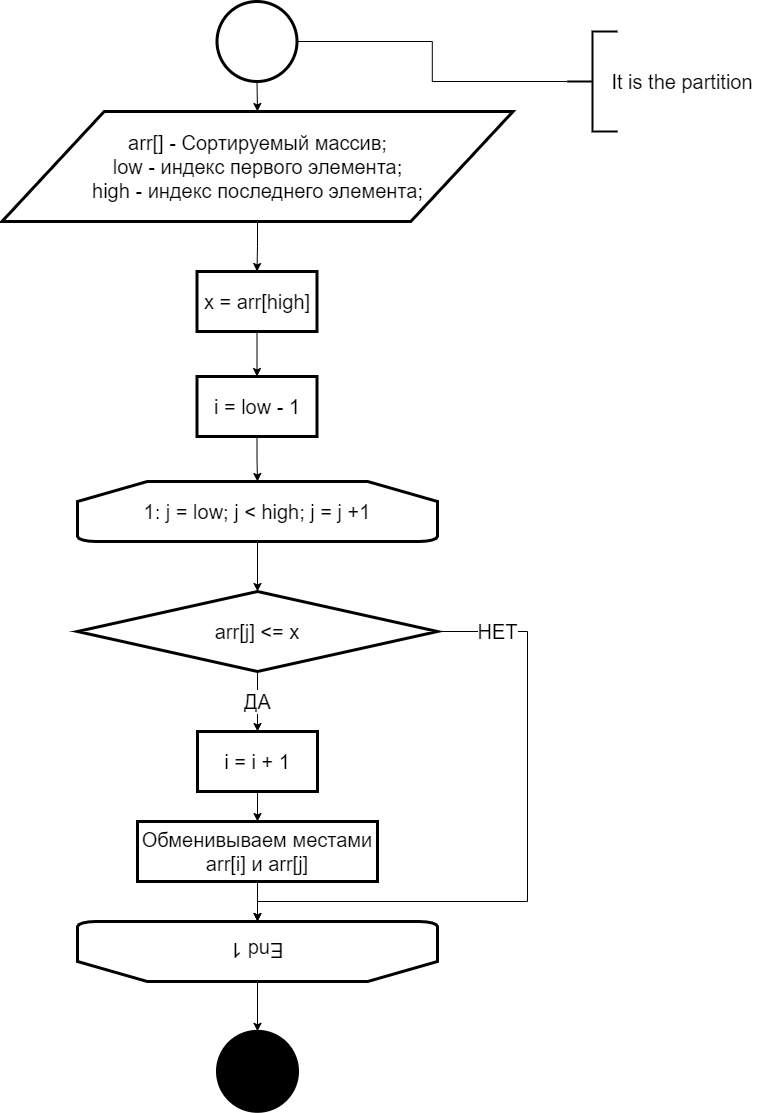 It is the partition
arr[] - Сортируемый массив;
low - индекс первого элемента;
high - индекс последнего элемента;
x = arr[high]
i = low - 1
1: j = low; j < high; j = j +1
arr[j] <= x
НЕТ
ДА
i = i + 1
Обменивываем местами
arr[i] и arr[j]
End 1